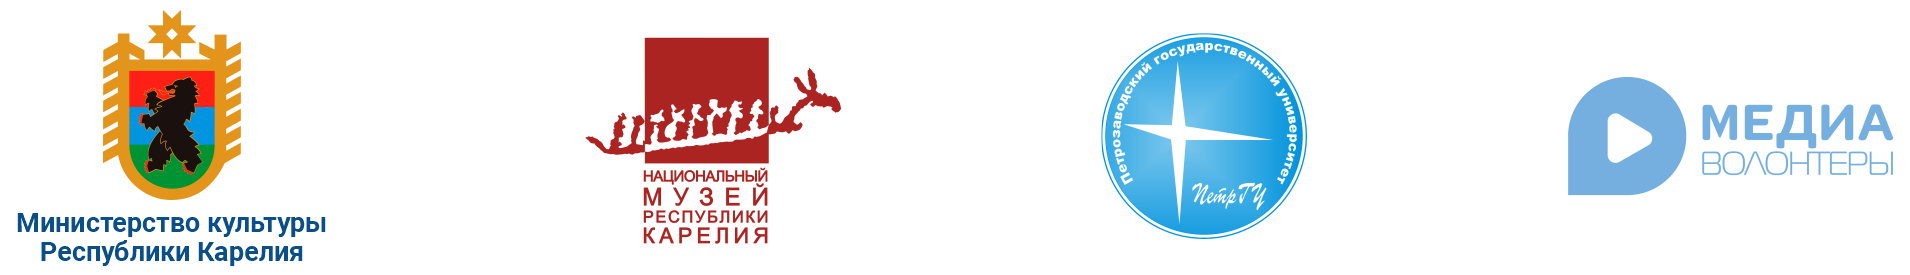 Министерство культуры
Республики Карелия
НАЦИОНАЛЬНЫЙ
МУЗЕЙ
РЕСПУБЛИКИ
КАРЕЛИЯ
Петрозаводский государственный университет
ПетрГУ
МЕДИА
ВОЛОНТЕРЫ